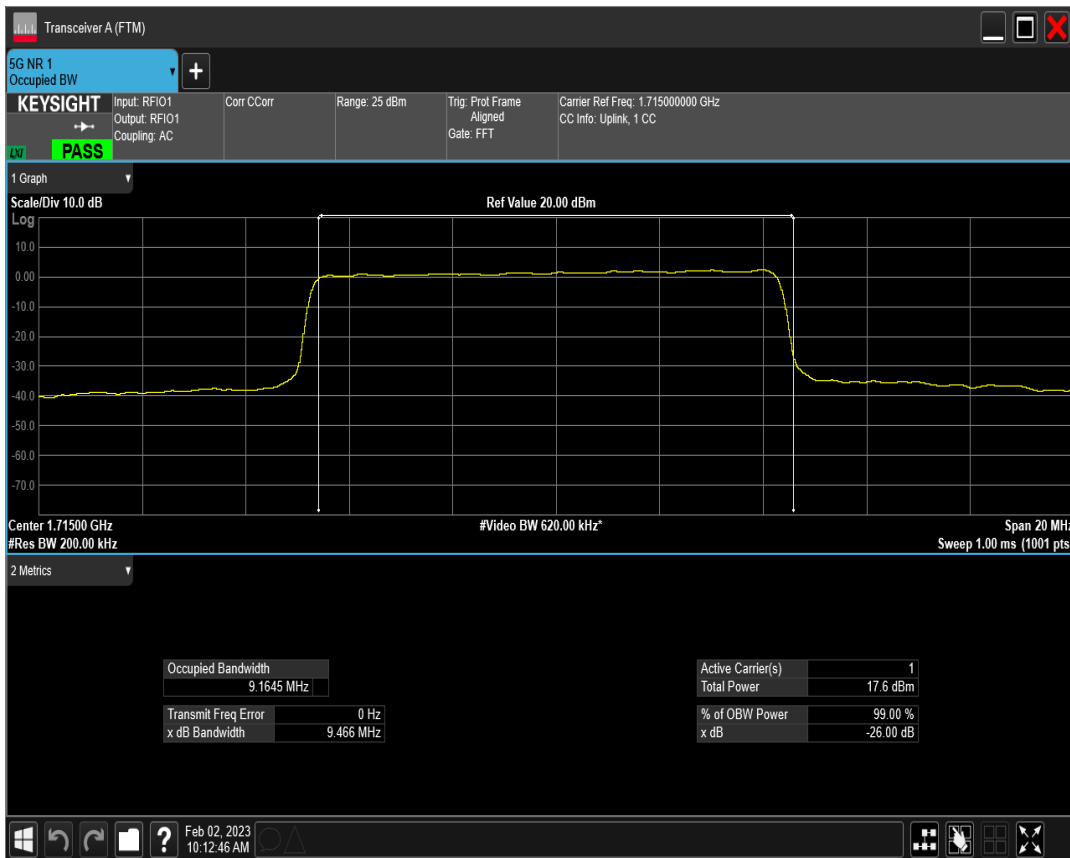 Transceiver A (FTM)
5G NR 1
Occupied BW
+
KEYSIGHT
LXI
PASS
Input: RFIO1
Output: RFIO1
Coupling: AC
Corr CCorr
Range: 25 dBm
Trig: Prot Frame
Aligned
Gate: FFT
Carrier Ref Freq: 1.715000000 GHz
CC Info: Uplink, 1 CC
1 Graph
Scale/Div 10.0 dB
Ref Value 20.00 dBm
Log
10.0
0.00
-10.0
-20.0
-30.0
-40.0
-50.0
-60.0
-70.0
Center 1.71500 GHz
#Video BW 620.00 kHz*
Span 20 MHz
#Res BW 200.00 kHz
Sweep 1.00 ms (1001 pts
2 Metrics
Occupied Bandwidth
9.1645 MHz
Transmit Freq Error 0 Hz
x dB Bandwidth 9.466 MHz
Active Carrier(s) 1
Total Power 17.6 dBm
% of OBW Power 99.00 %
x dB -26.00 dB
?
Feb 02, 2023
10:12:46 AM